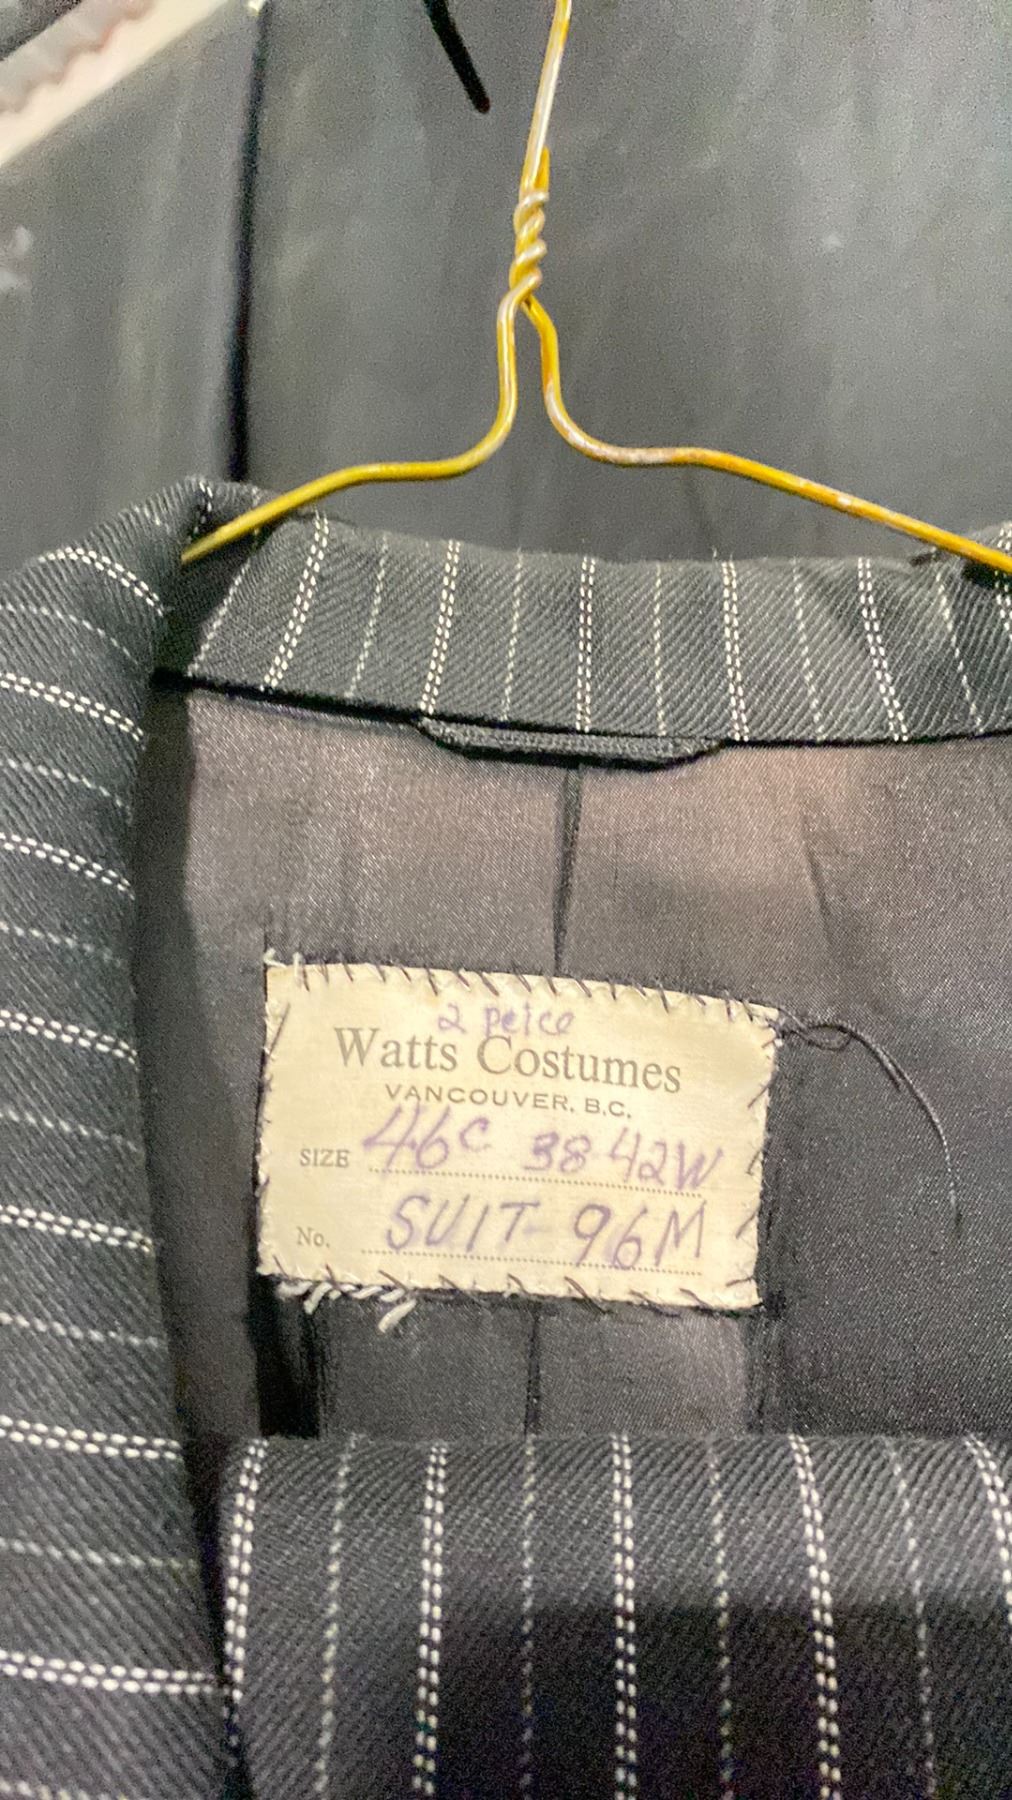 2 peice
Watts Costumes
VANCOUVER, B.C.
SIZE 46C 38 42W
No. SUIT- 96M